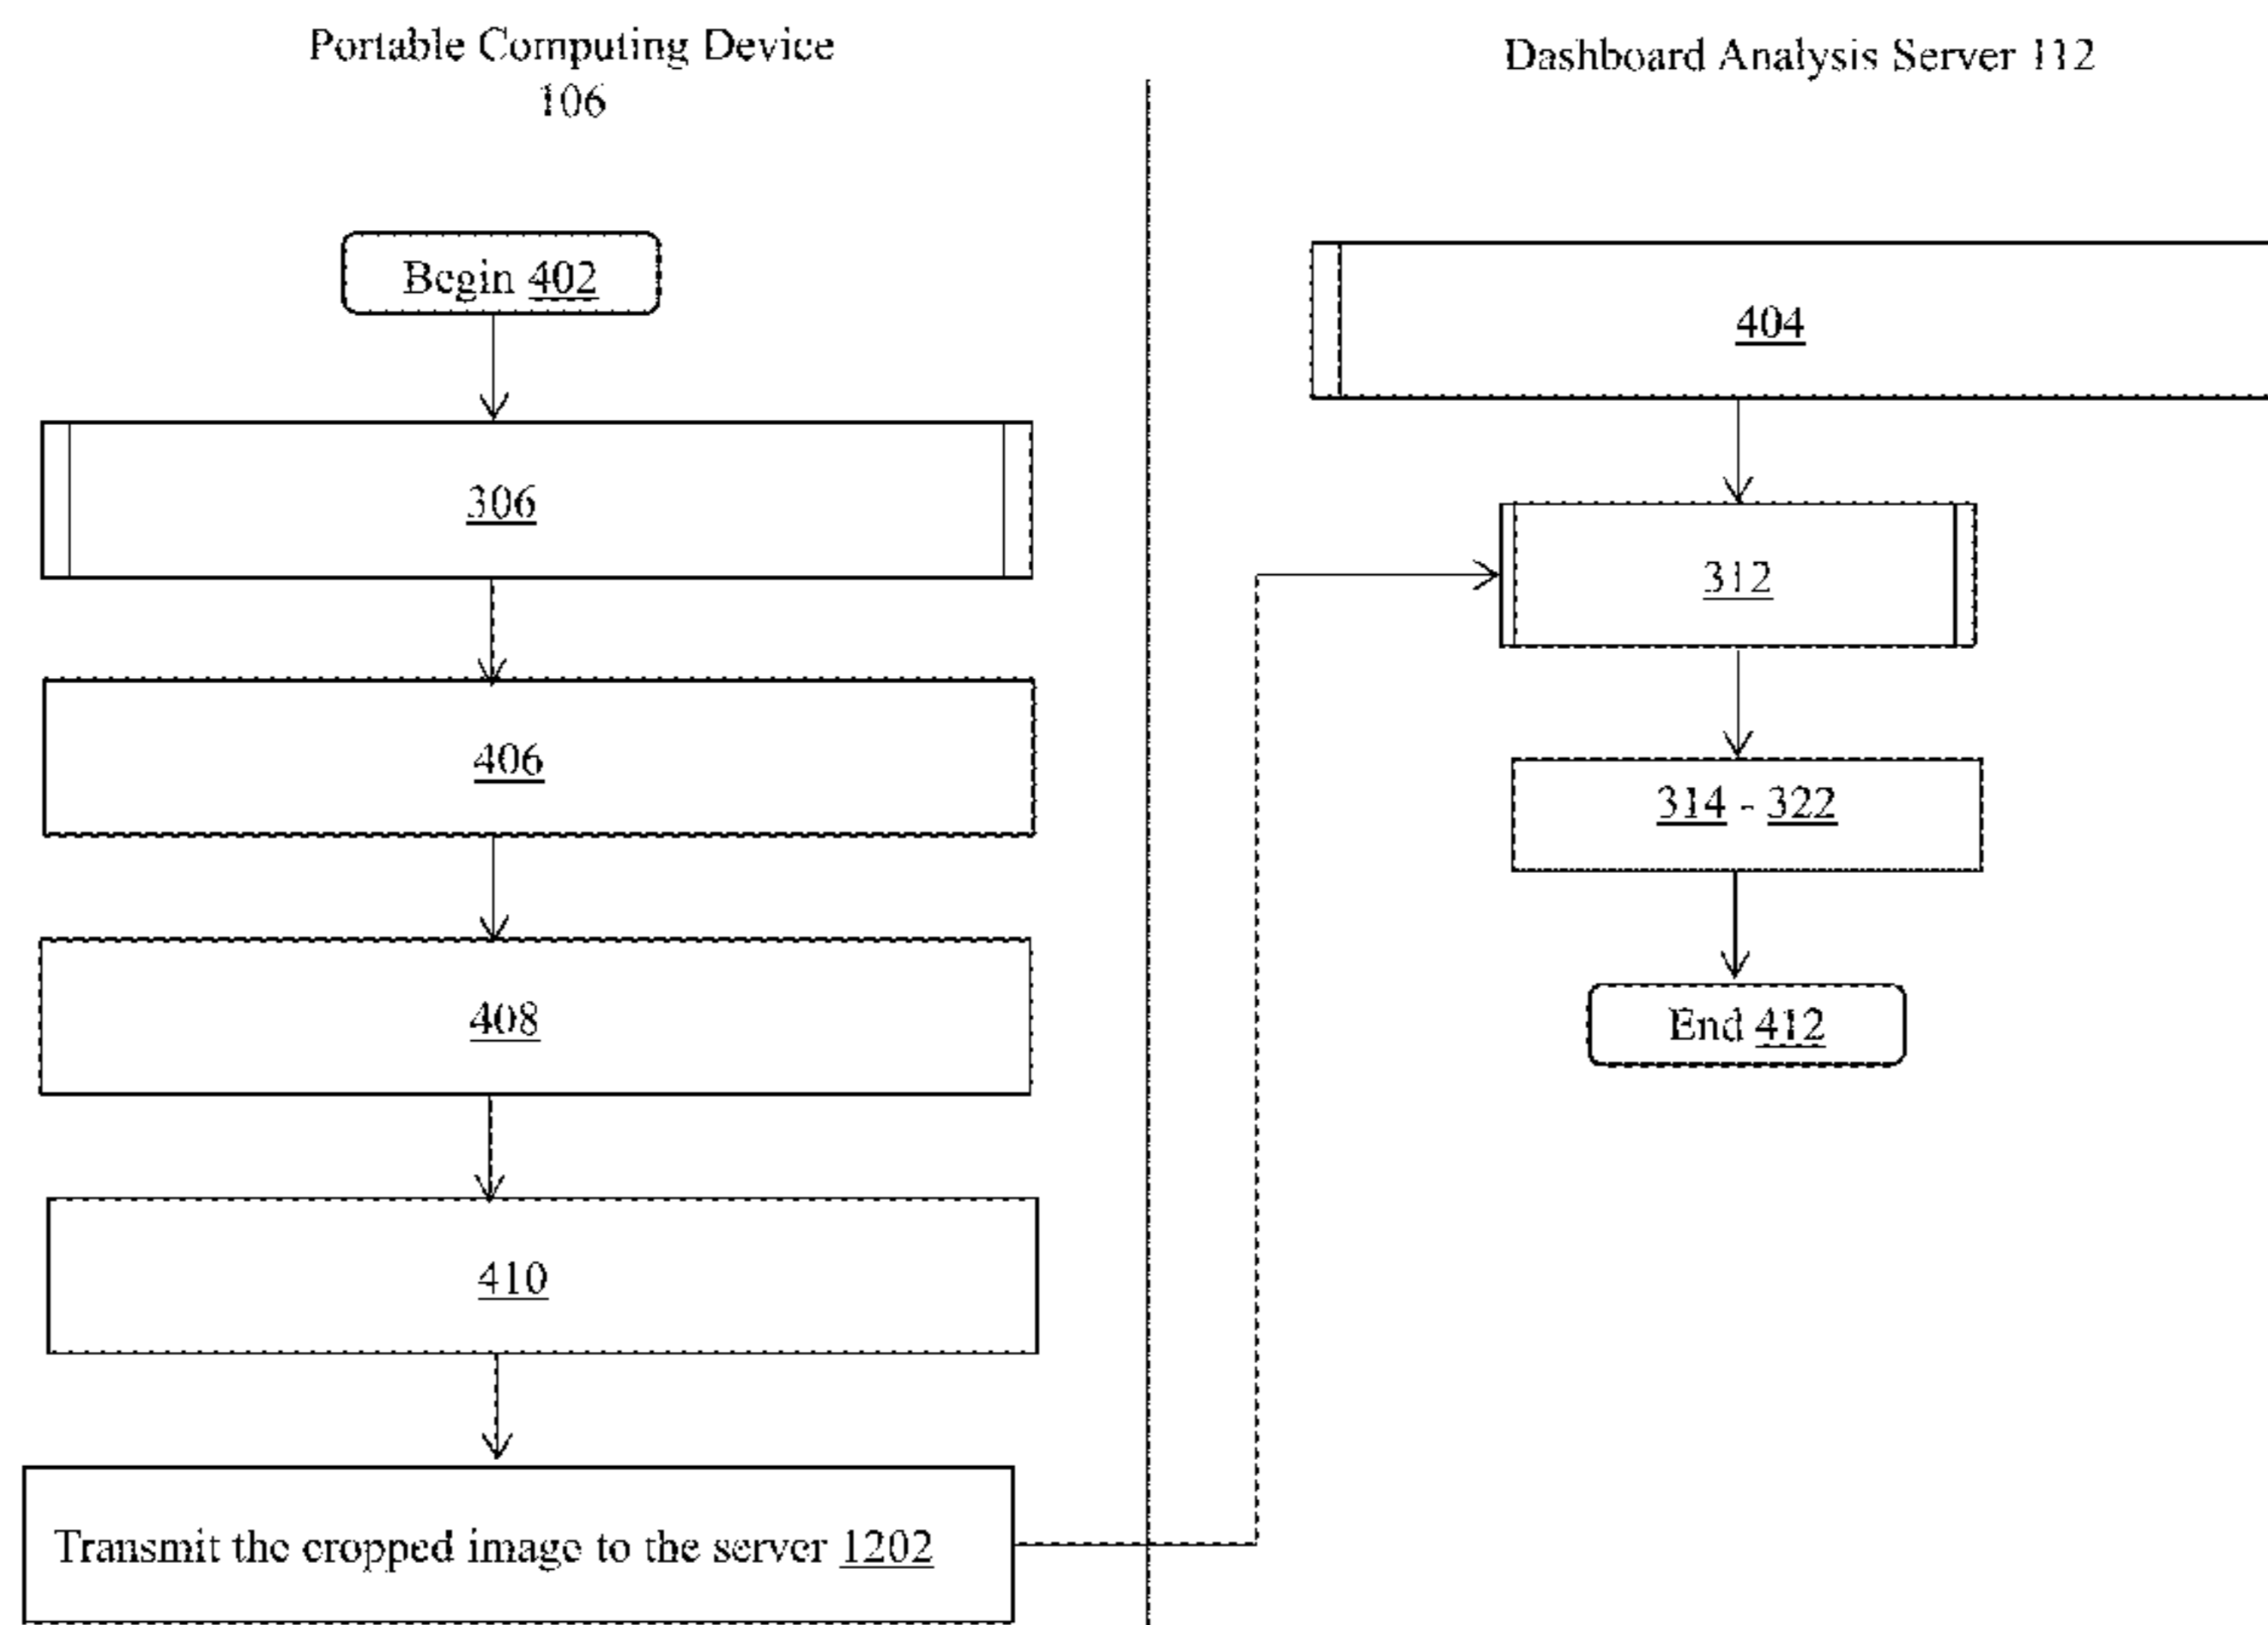 Portable Computing Device
106
Begin 402
306
406
408
410
Transmit the cropped image to the server 1202
Dashboard Analysis Server 112
404
312
314 - 322
End 412